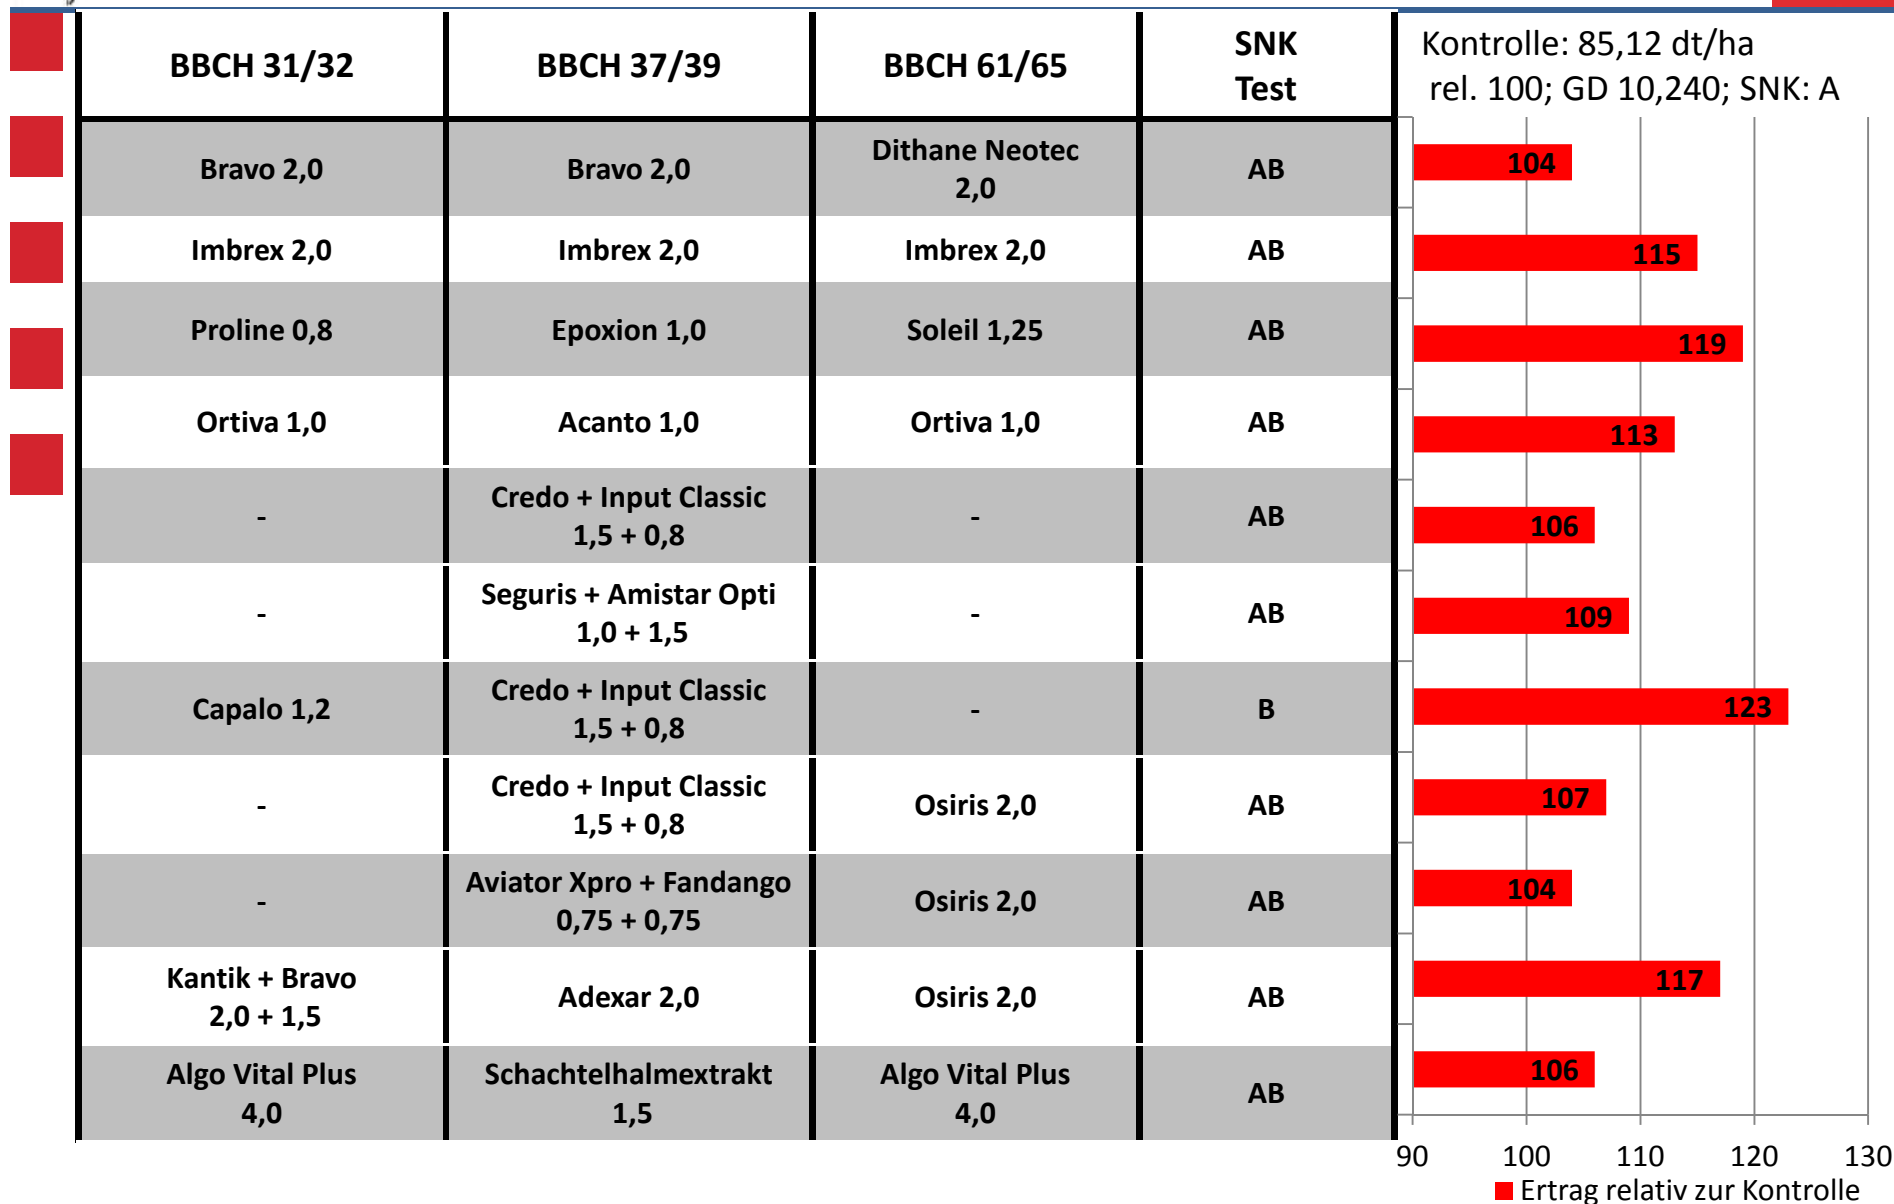 BBCH 31/32
BBCH 37/39
BBCH 61/65
SNK
Test
Kontrolle: 85,12 dt/ha
rel. 100; GD 10,240; SNK: A
Bravo 2,0
Bravo 2,0
Dithane Neotec
2,0
AB
104
Imbrex 2,0
Imbrex 2,0
Imbrex 2,0
AB
115
Proline 0,8
Epoxion 1,0
Soleil 1,25
AB
119
Ortiva 1,0
Acanto 1,0
Ortiva 1,0
AB
113
-
Credo + Input Classic
1,5 + 0,8
-
AB
106
-
Seguris + Amistar Opti
1,0 + 1,5
-
AB
109
Capalo 1,2
Credo + Input Classic
1,5 + 0,8
-
B
123
-
Credo + Input Classic
1,5 + 0,8
Osiris 2,0
AB
107
-
Aviator Xpro + Fandango
0,75 + 0,75
Osiris 2,0
AB
104
Kantik + Bravo
2,0 + 1,5
Adexar 2,0
Osiris 2,0
AB
117
Algo Vital Plus
4,0
Schachtelhalmextrakt
1,5
Algo Vital Plus
4,0
AB
106
90 100 110 120 130
Ertrag relativ zur Kontrolle